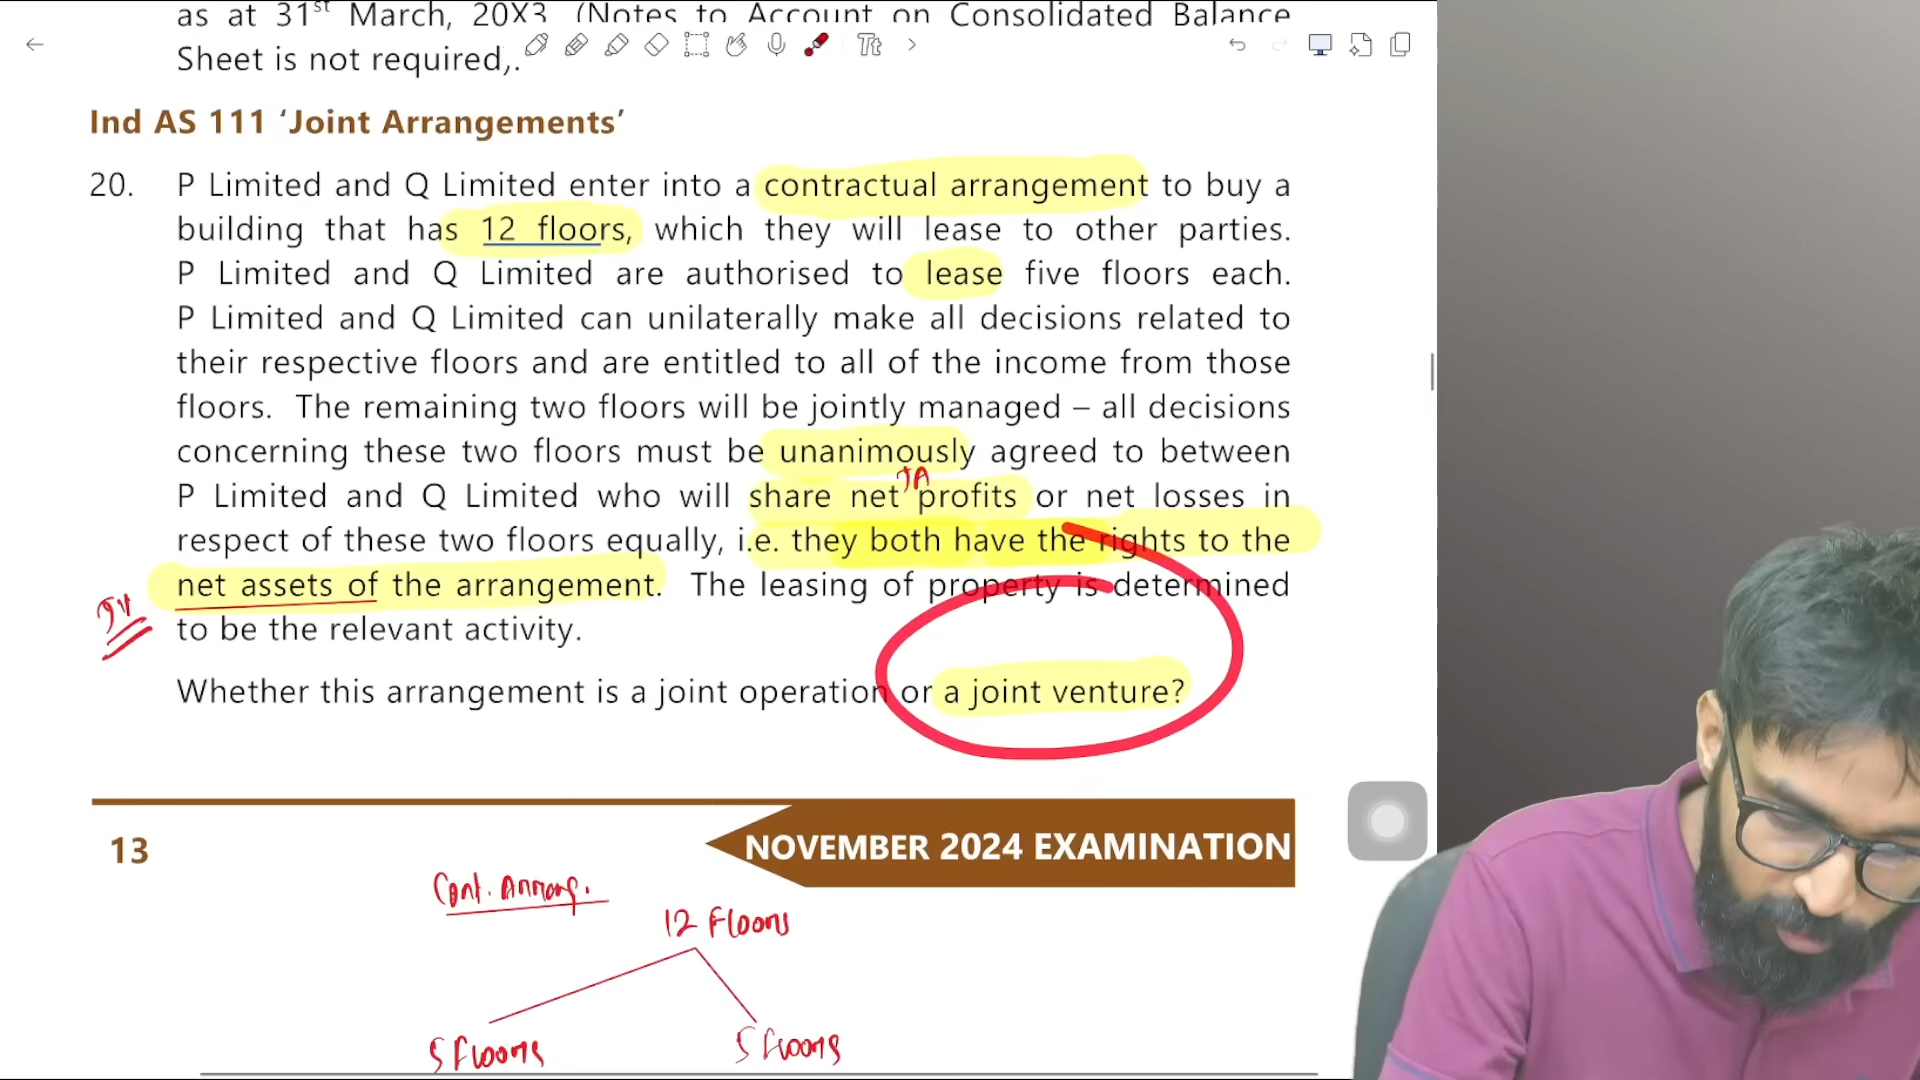 as at 31st March, 20X3 (Notes to Account on Consolidated Balance
Sheet is not required,.
Tt
Ind AS 111 ‘Joint Arrangements’
20. P Limited and Q Limited enter into a contractual arrangement to buy a
building that has 12 floors, which they will lease to other parties.
P Limited and Q Limited are authorised to lease five floors each.
P Limited and Q Limited can unilaterally make all decisions related to
their respective floors and are entitled to all of the income from those
floors. The remaining two floors will be jointly managed – all decisions
concerning these two floors must be unanimously agreed to between
JA
P Limited and Q Limited who will share net profits or net losses in
respect of these two floors equally, i.e. they both have the rights to the
net assets of the arrangement. The leasing of property is determined
JV
to be the relevant activity.
Whether this arrangement is a joint operation or a joint venture?
13
NOVEMBER 2024 EXAMINATION
Cont. Arrang.
12 Floors
5 Floors
5 Floors